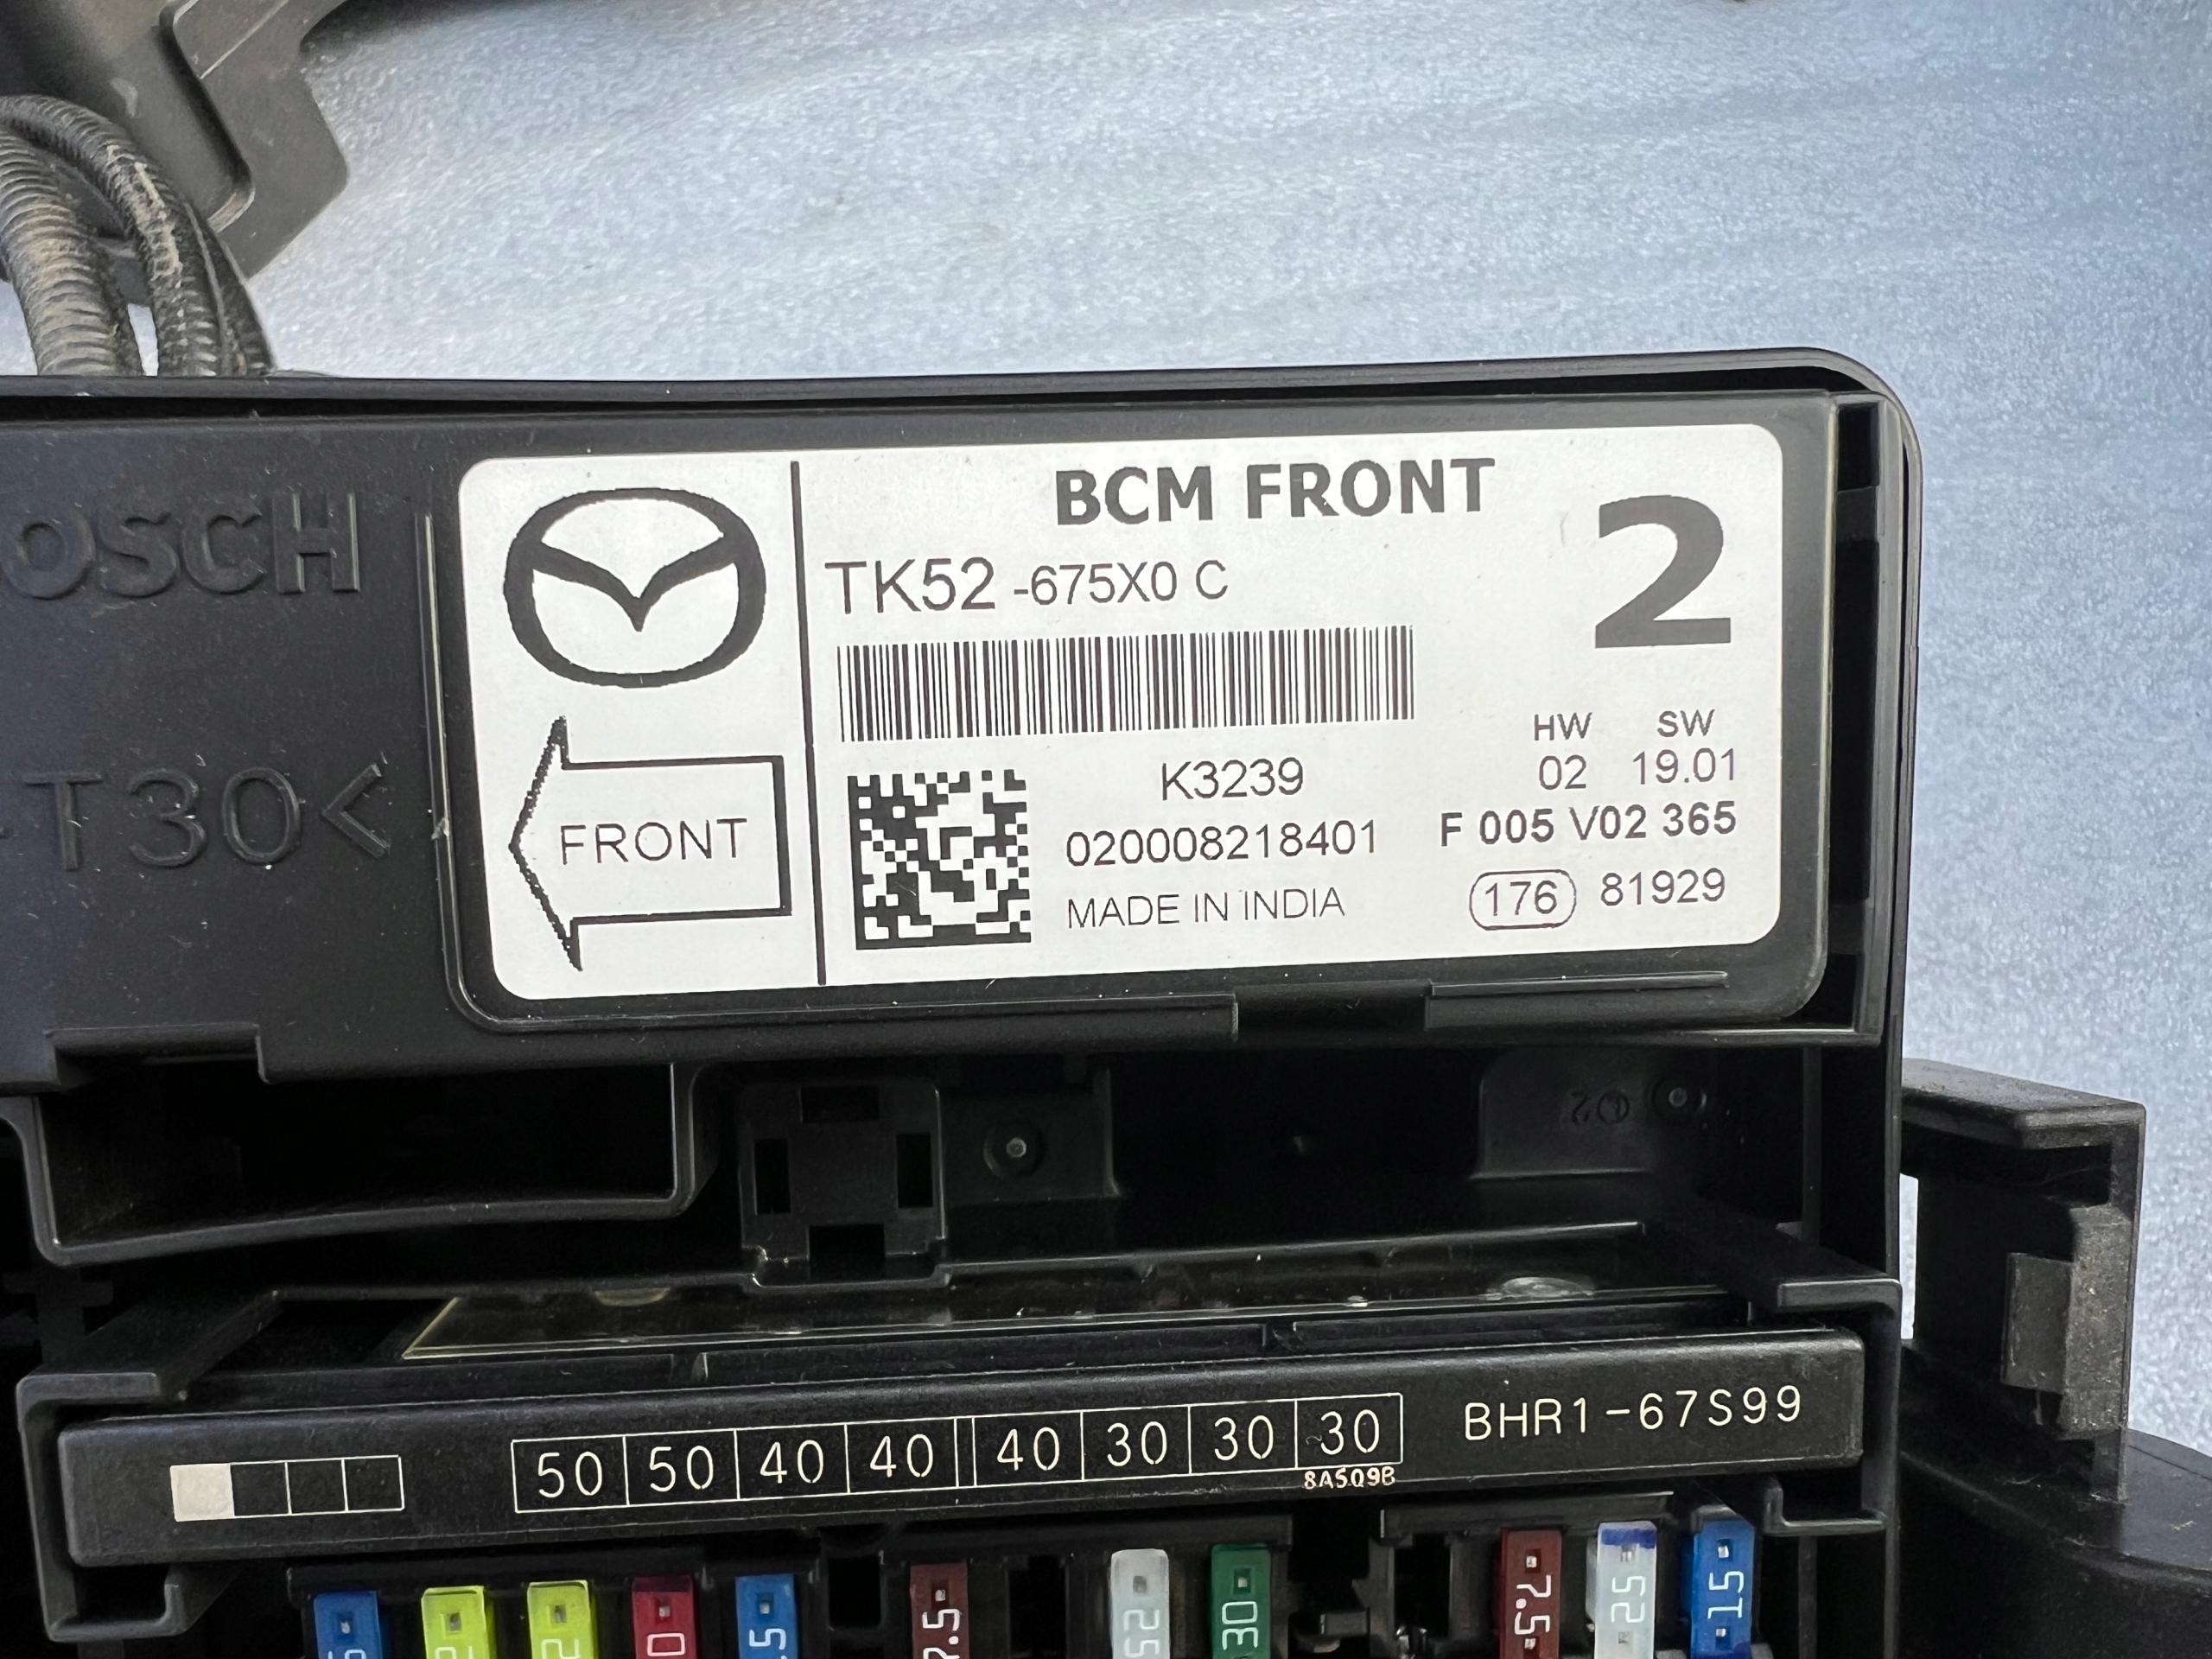 OSCH
T30<
BCM FRONT
2
TK52 -675X0 C
HW SW
02 19.01
K3239
F 005 V02 365
020008218401
176 81929
MADE IN INDIA
FRONT
50 50 40 40 40 30 30 30
BHR1-67S99
8A5Q9B
7.5
25
30
7.5
25
15